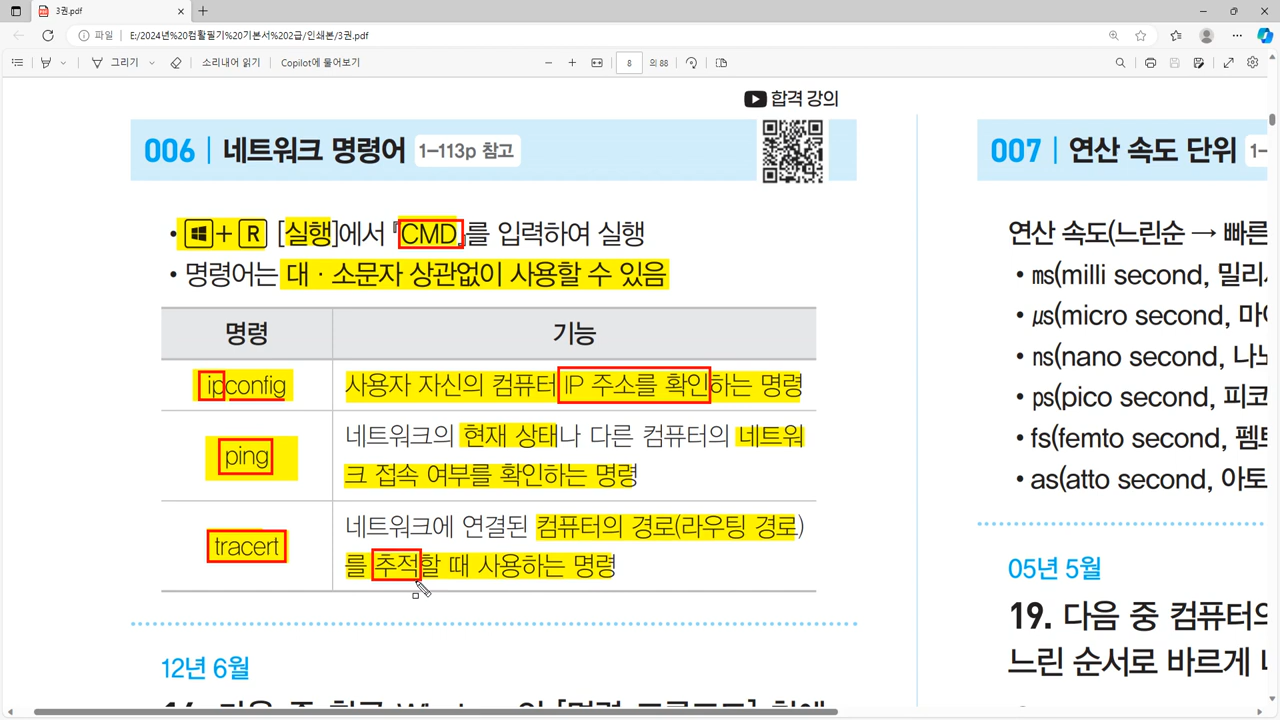 3권.pdf
파일
E:/2024년%20컴활필기%20기본서%202급/인쇄본/3권.pdf
그리기
소리내어 읽기
Copilot에 물어보기
8
의 88
합격 강의
006 | 네트워크 명령어 1-113p 참고
• + R [실행]에서 『CMD』를 입력하여 실행
• 명령어는 대 · 소문자 상관없이 사용할 수 있음
명령 기능
ipconfig 사용자 자신의 컴퓨터 IP 주소를 확인하는 명령
ping 네트워크의 현재 상태나 다른 컴퓨터의 네트워
크 접속 여부를 확인하는 명령
tracert 네트워크에 연결된 컴퓨터의 경로(라우팅 경로)
를 추적할 때 사용하는 명령
12년 6월
007 | 연산 속도 단위 1-
연산 속도(느린순 → 빠른
• ms(milli second, 밀리
• μs(micro second, 마이
• ns(nano second, 나노
• ps(pico second, 피코
• fs(femto second, 펨토
• as(atto second, 아토
05년 5월
19. 다음 중 컴퓨터의
느린 순서로 바르게 나